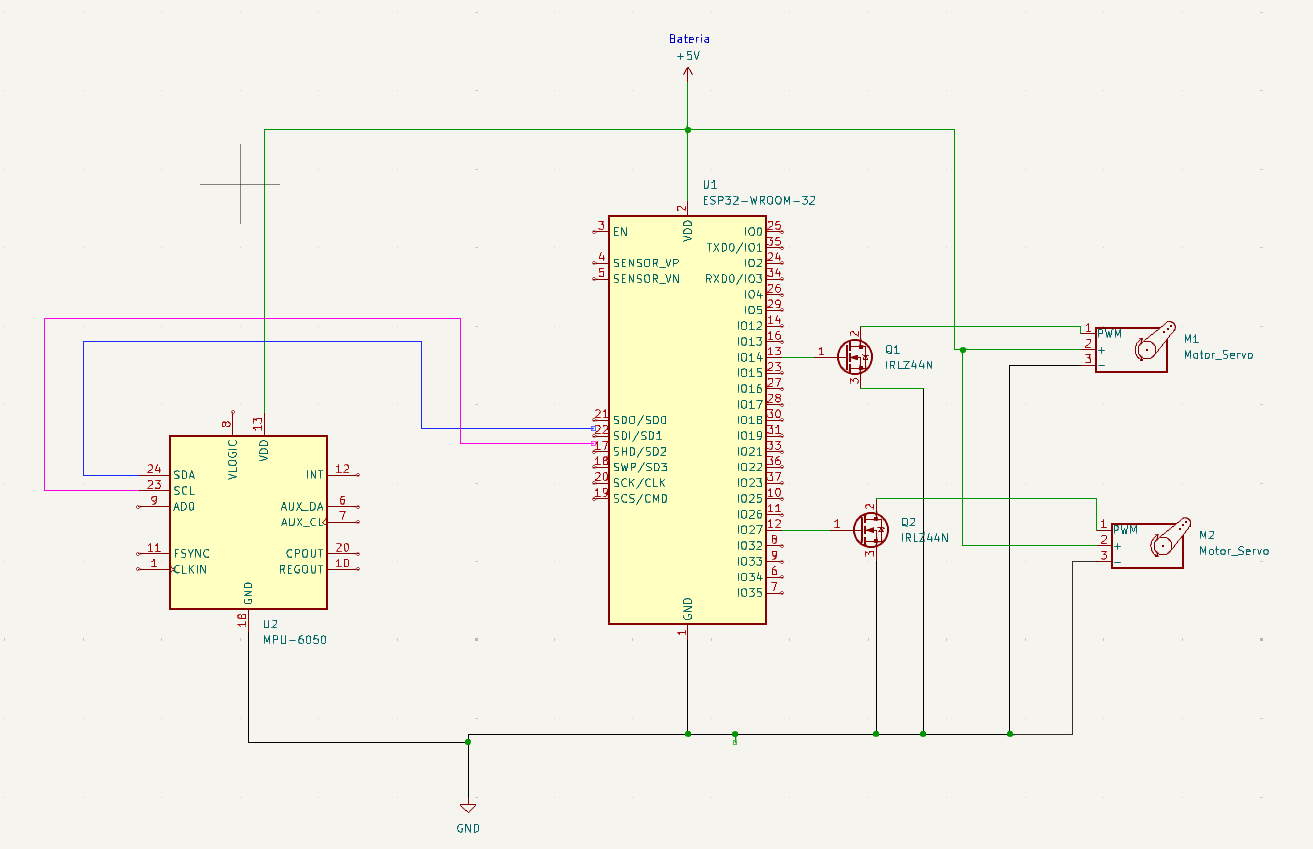 Bateria
+5V
U1
ESP32-WROOM-32
2
VDD
3
EN
4
SENSOR_VP
5
SENSOR_VN
21
SDO/SD0
22
SDI/SD1
17
SHD/SD2
18
SWP/SD3
20
SCK/CLK
19
SCS/CMD
IO0
25
TXD0/IO1
35
IO2
24
RXD0/IO3
34
IO4
26
IO5
29
IO12
14
IO13
16
IO14
13
IO15
23
IO16
27
IO17
28
IO18
30
IO19
31
IO21
33
IO22
36
IO23
37
IO25
10
IO26
11
IO27
12
IO32
8
IO33
9
IO34
6
IO35
7
GND
1
1
2
3
Q1
IRLZ44N
1
2
3
Q2
IRLZ44N
1
PWM
2
+
3
-
M1
Motor_Servo
1
PWM
2
+
3
-
M2
Motor_Servo
8
VLOGIC
13
VDD
24
SDA
23
SCL
9
AD0
11
FSYNC
1
CLKIN
INT
12
AUX_DA
6
AUX_CL
7
CPOUT
20
REGOUT
10
GND
18
U2
MPU-6050
GND